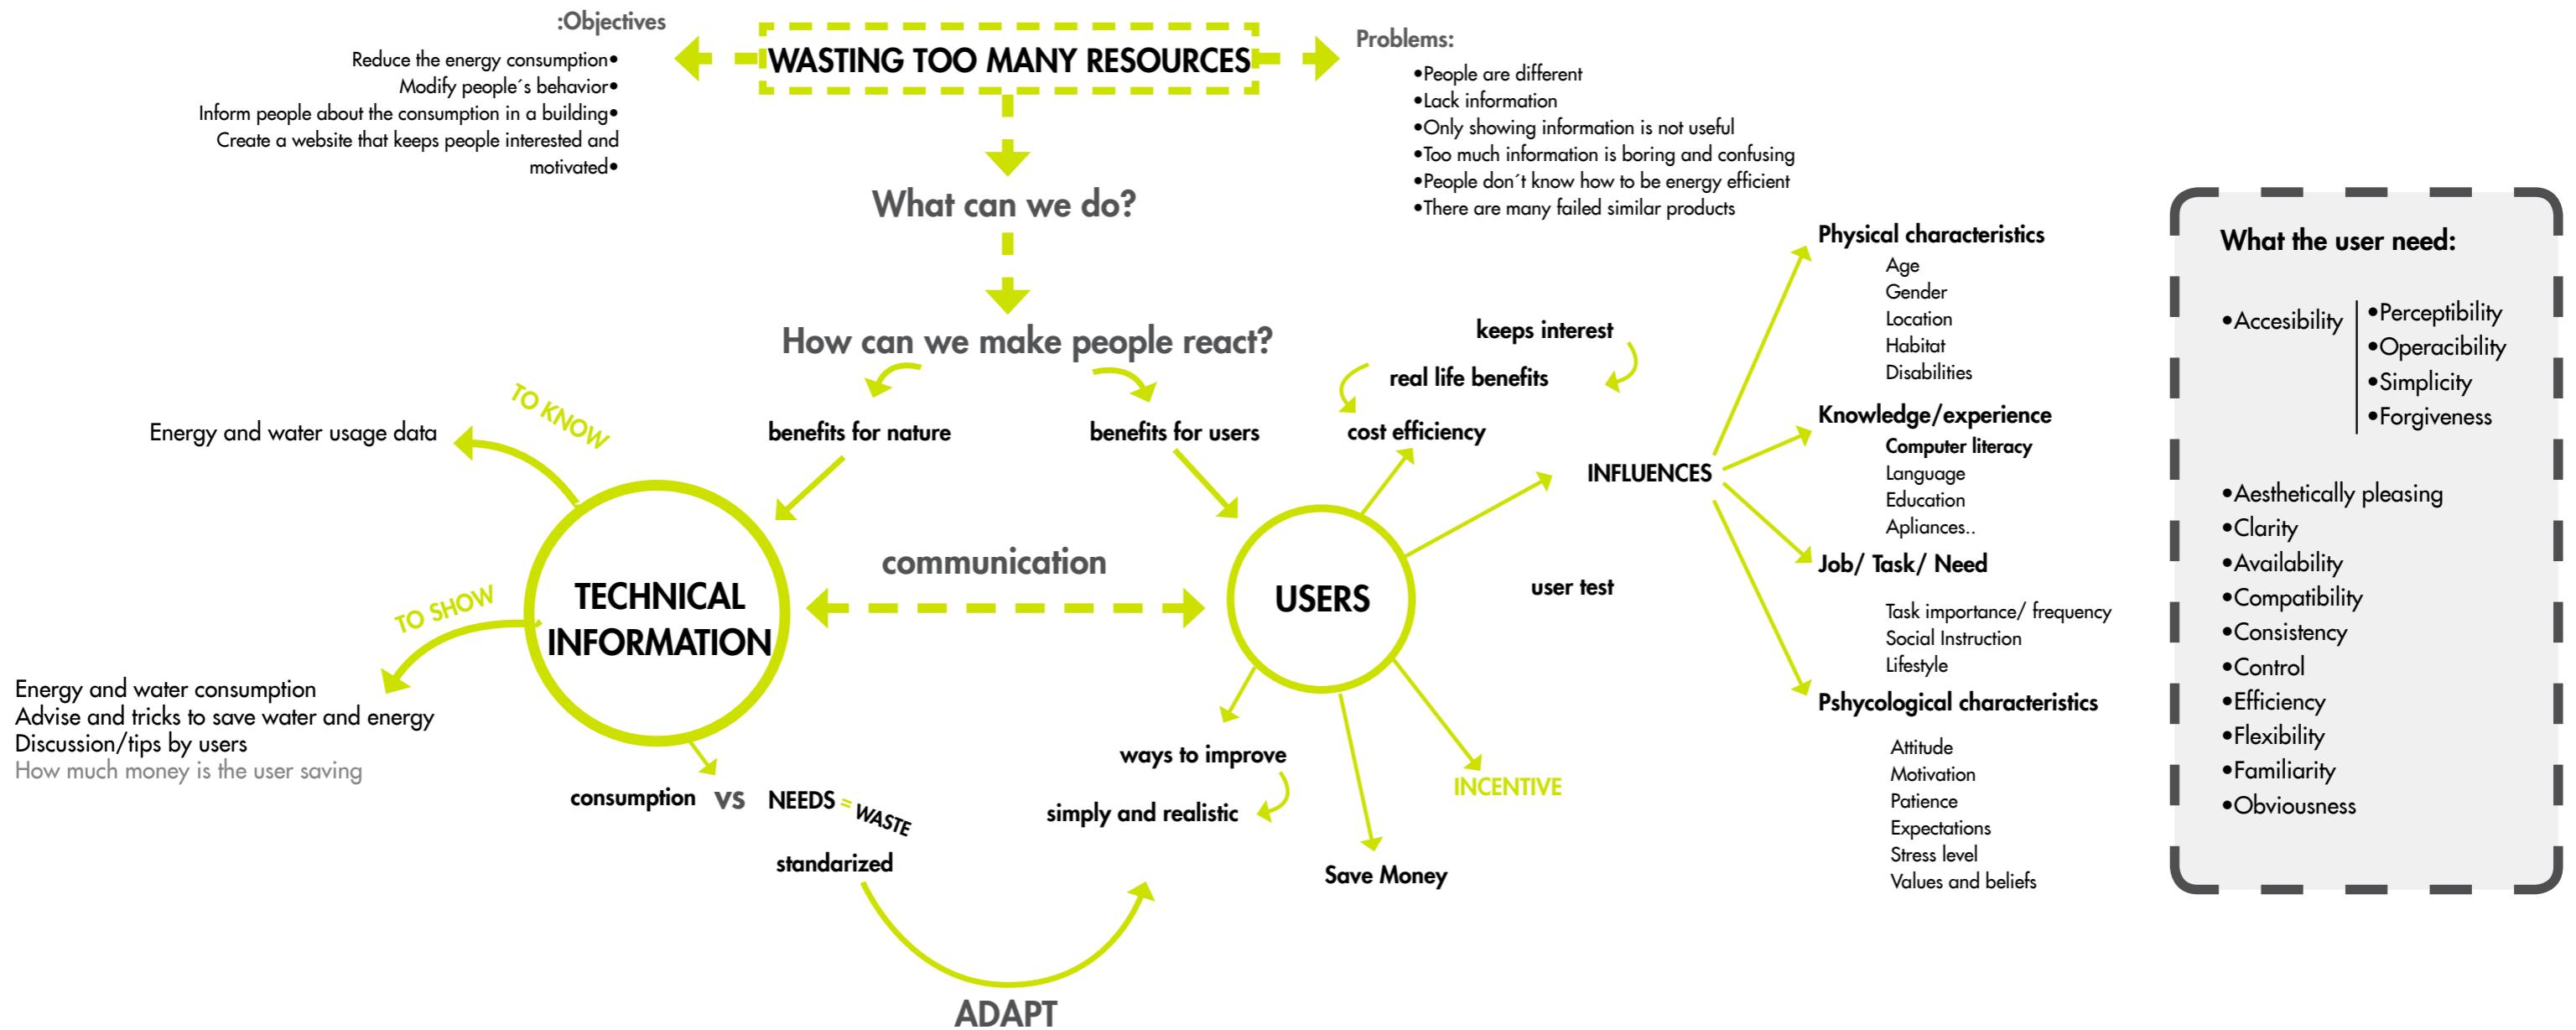 :Objectives
Reduce the energy consumption•
Modify people´s behavior•
Inform people about the consumption in a building•
Create a website that keeps people interested and
motivated•
WASTING TOO MANY RESOURCES
Problems:
•People are different
•Lack information
•Only showing information is not useful
•Too much information is boring and confusing
•People don´t know how to be energy efficient
•There are many failed similar products
What can we do?
How can we make people react?
benefits for nature
benefits for users
keeps interest
real life benefits
cost efficiency
TO KNOW
Energy and water usage data
TECHNICAL
INFORMATION
communication
USERS
user test
TO SHOW
Energy and water consumption
Advise and tricks to save water and energy
Discussion/tips by users
How much money is the user saving
consumption vs NEEDS = WASTE
standarized
ADAPT
ways to improve
simply and realistic
Save Money
INCENTIVE
INFLUENCES
Physical characteristics
Age
Gender
Location
Habitat
Disabilities
Knowledge/experience
Computer literacy
Language
Education
Apliances..
Job/ Task/ Need
Task importance/ frequency
Social Instruction
Lifestyle
Pshycological characteristics
Attitude
Motivation
Patience
Expectations
Stress level
Values and beliefs
What the user need:
•Accesibility
•Perceptibility
•Operacibility
•Simplicity
•Forgiveness
•Aesthetically pleasing
•Clarity
•Availability
•Compatibility
•Consistency
•Control
•Efficiency
•Flexibility
•Familiarity
•Obviousness